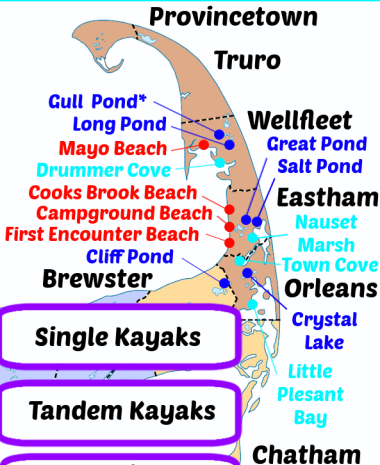 Provincetown
Truro
Gull Pond*
Long Pond
Wellfleet
Mayo Beach
Great Pond
Drummer Cove
Salt Pond
Cooks Brook Beach
Eastham
Campground Beach
Nauset
Marsh
First Encounter Beach
Cliff Pond
Town Cove
Brewster
Orleans
Crystal
Lake
Single Kayaks
Little
Plesant
Bay
Tandem Kayaks
Chatham